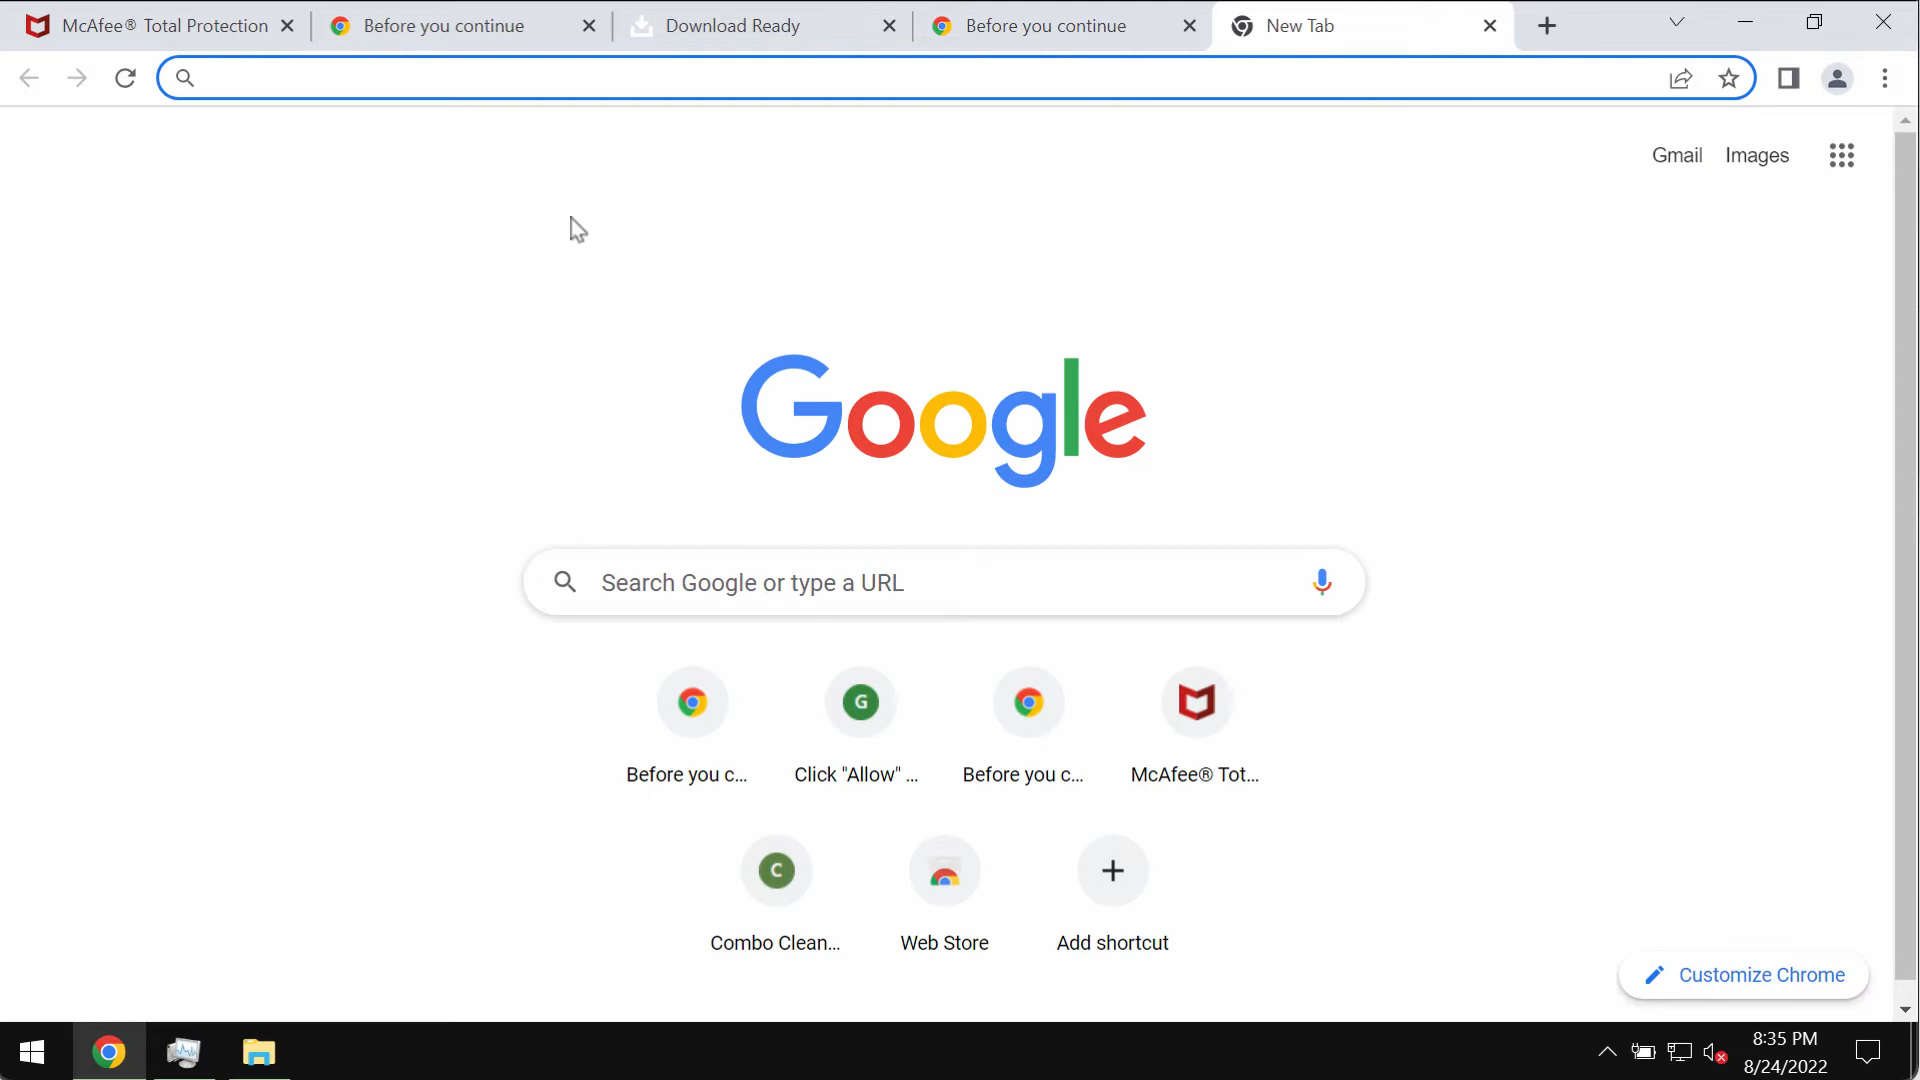 McAfee® Total Protection
Before you continue
Download Ready
Before you continue
New Tab
Gmail
Images
Google
Search Google or type a URL
Before you c...
Click "Allow" ...
Before you c...
McAfee® Tot...
Combo Clean...
Web Store
Add shortcut
Customize Chrome
8:35 PM
8/24/2022